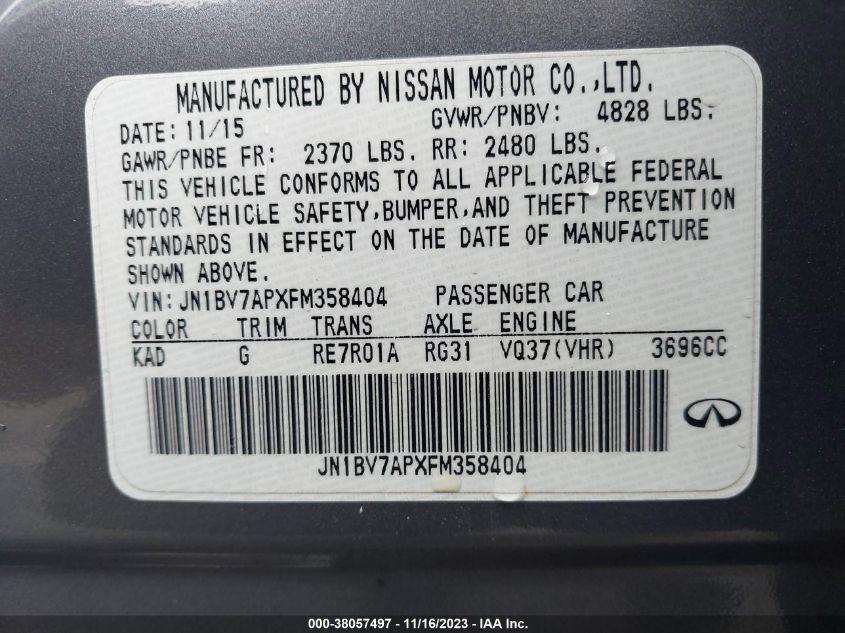 MANUFACTURED BY NISSAN MOTOR CO.,LTD.
DATE: 11/15 GVWR/PNBV: 4828 LBS.
GAWR/PNBE FR: 2370 LBS. RR: 2480 LBS.
THIS VEHICLE CONFORMS TO ALL APPLICABLE FEDERAL
MOTOR VEHICLE SAFETY,BUMPER,AND THEFT PREVENTION
STANDARDS IN EFFECT ON THE DATE OF MANUFACTURE
SHOWN ABOVE.
VIN: JN1BV7APXFM358404 PASSENGER CAR
COLOR TRIM TRANS AXLE ENGINE
KAD G RE7R01A RG31 VQ37(VHR) 3696CC
JN1BV7APXFM358404
000-38057497 - 11/16/2023 - IAA Inc.